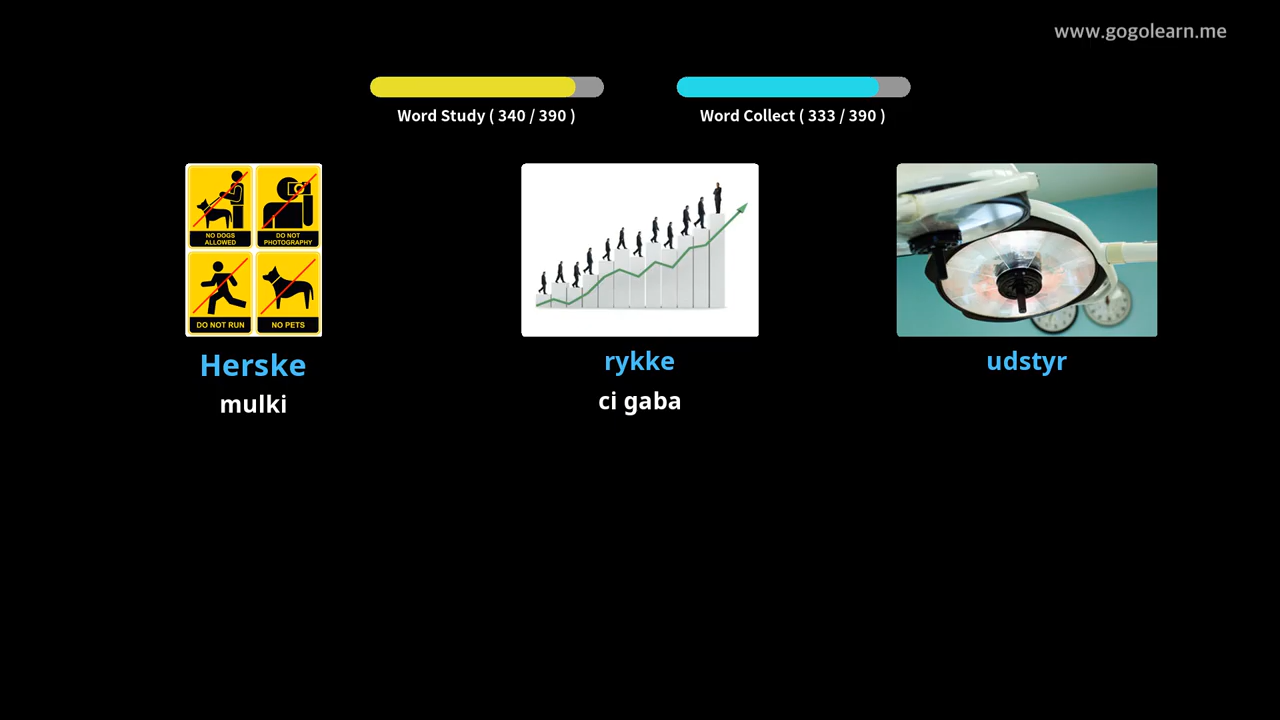 www.gogolearn.me
Word Study ( 340 / 390 )
Word Collect ( 333 / 390 )
NO DOGS
ALLOWED
DO NOT
PHOTOGRAPHY
DO NOT RUN
NO PETS
Herske
mulki
rykke
ci gaba
udstyr